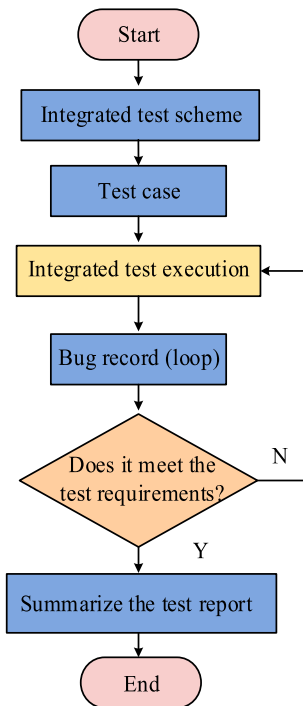 Start
Integrated test scheme
Test case
Integrated test execution
Bug record (loop)
Does it meet the
test requirements?
N
Y
Summarize the test report
End